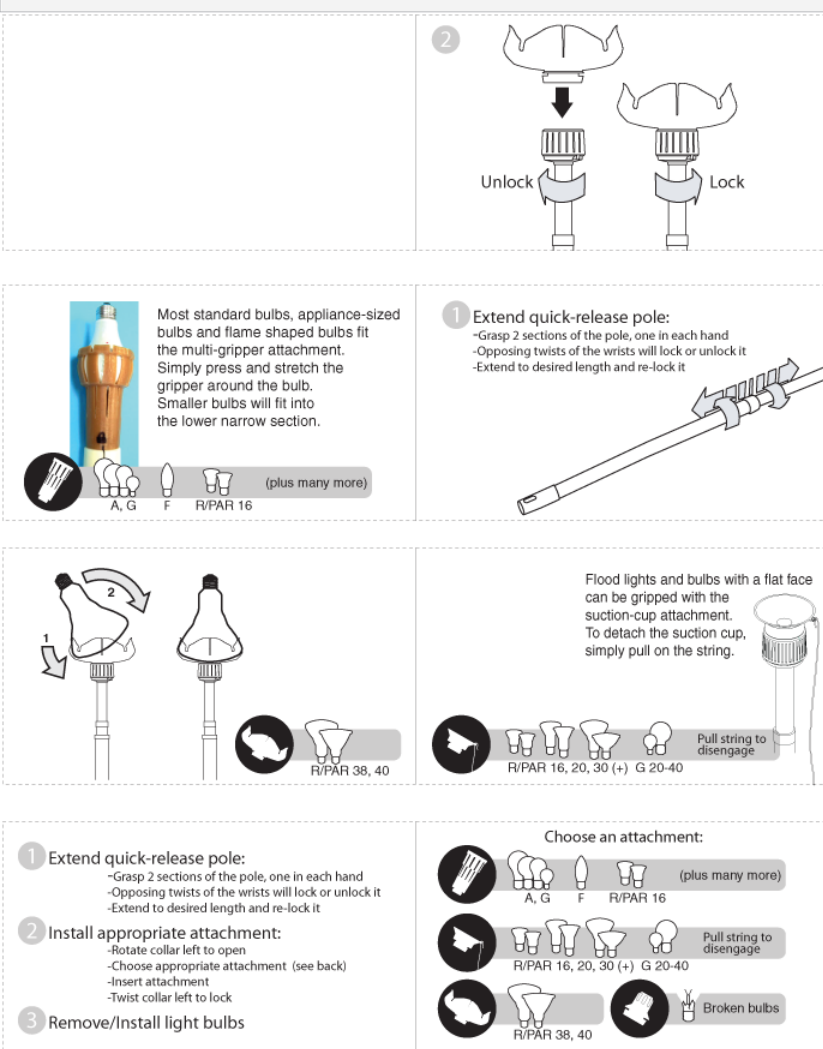 2
Unlock
Lock
Most standard bulbs, appliance-sized
bulbs and flame shaped bulbs fit
the multi-gripper attachment.
Simply press and stretch the
gripper around the bulb.
Smaller bulbs will fit into
the lower narrow section.
(plus many more)
A, G F R/PAR 16
1 Extend quick-release pole:
-Grasp 2 sections of the pole, one in each hand
-Opposing twists of the wrists will lock or unlock it
-Extend to desired length and re-lock it
2
1
R/PAR 38, 40
Flood lights and bulbs with a flat face
can be gripped with the
suction-cup attachment.
To detach the suction cup,
simply pull on the string.
Pull string to
disengage
R/PAR 16, 20, 30 (+) G 20-40
1 Extend quick-release pole:
-Grasp 2 sections of the pole, one in each hand
-Opposing twists of the wrists will lock or unlock it
-Extend to desired length and re-lock it
2 Install appropriate attachment:
-Rotate collar left to open
-Choose appropriate attachment (see back)
-Insert attachment
-Twist collar left to lock
3 Remove/Install light bulbs
Choose an attachment:
(plus many more)
A, G F R/PAR 16
Pull string to
disengage
R/PAR 16, 20, 30 (+) G 20-40
Broken bulbs
R/PAR 38, 40